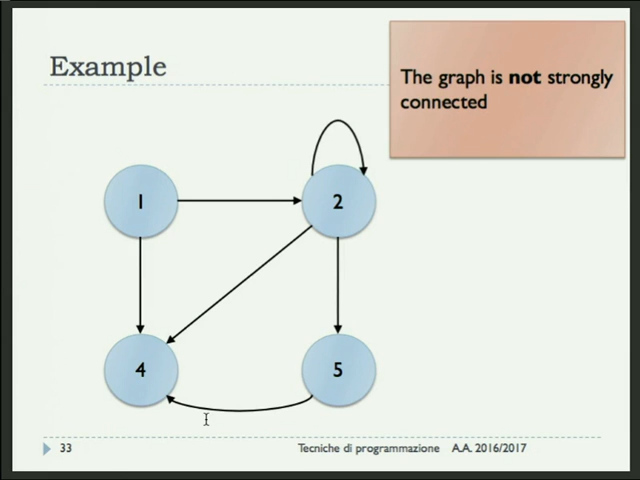 Example
The graph is not strongly
connected
1
2
4
5
33
Tecniche di programmazione A.A. 2016/2017